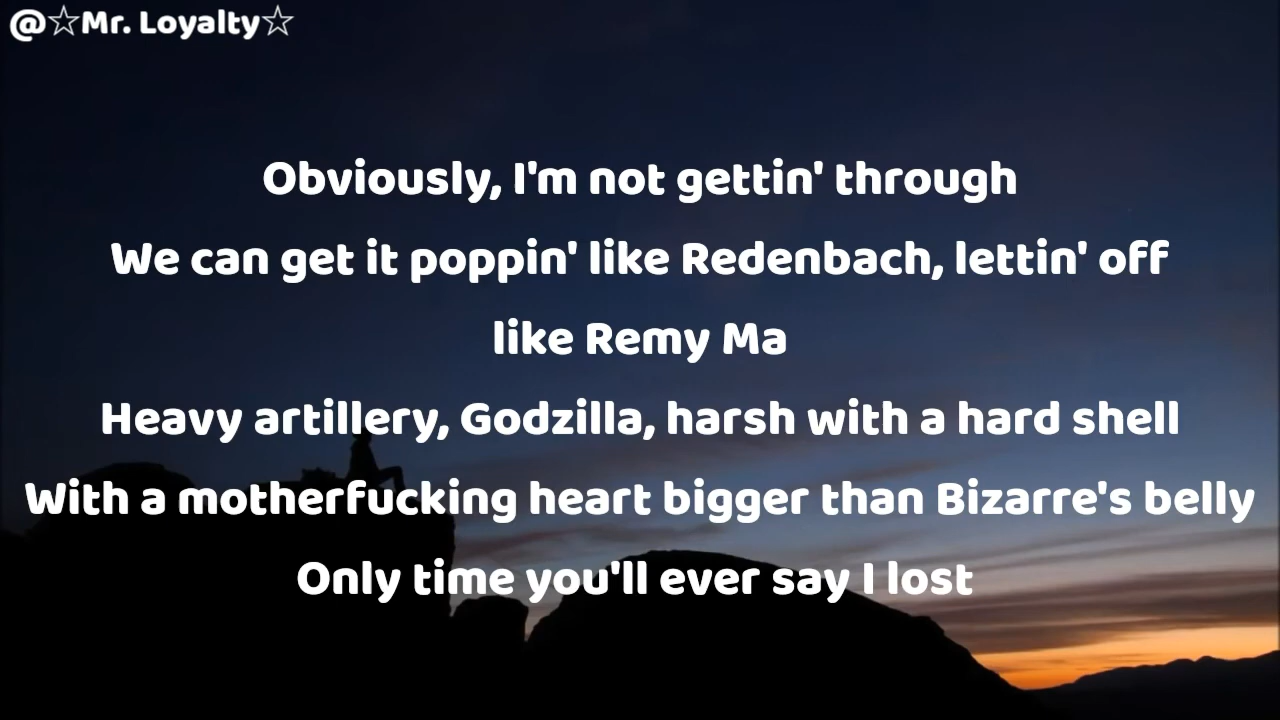 @☆Mr. Loyalty☆
Obviously, I'm not gettin' through
We can get it poppin' like Redenbach, lettin' off
like Remy Ma
Heavy artillery, Godzilla, harsh with a hard shell
With a motherfucking heart bigger than Bizarre's belly
Only time you'll ever say I lost